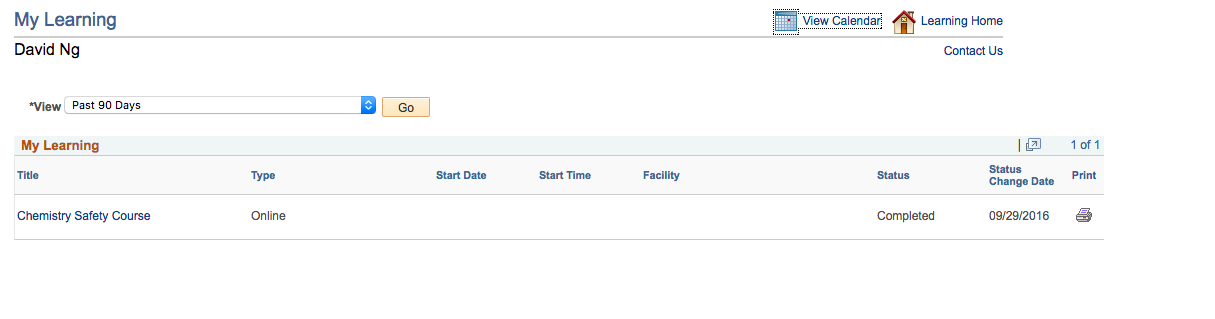 My Learning
View Calendar
Learning Home
David Ng
Contact Us
*View Past 90 Days Go
My Learning | 1 of 1
Title Type Start Date Start Time Facility Status Status Change Date Print
Chemistry Safety Course Online Completed 09/29/2016